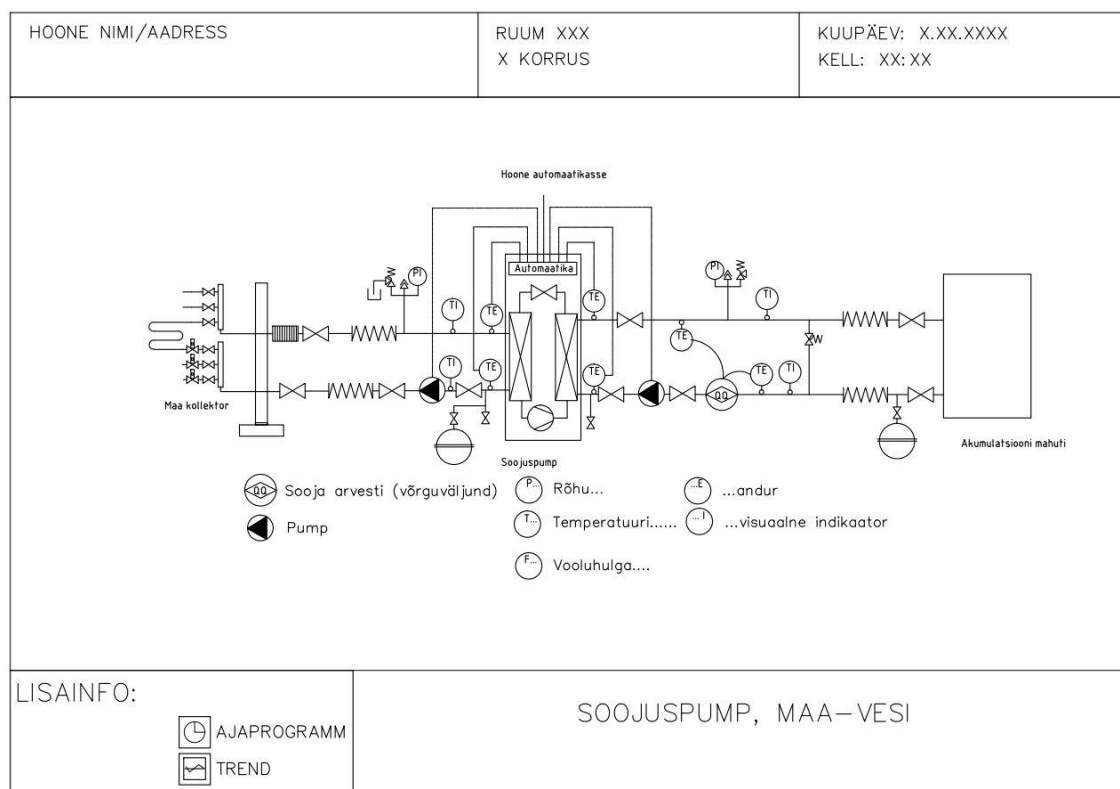 HOONE NIMI/AADRESS
RUUM XXX
X KORRUS
KUUPÄEV: X.XX.XXXX
KELL: XX:XX
Hoone automaatikasse
Automaatika
PI
PI
TI
TE
TE
TI
TI
TE
TE
TE
TE
TI
QQ
Maa kollektor
Soojuspump
Akumulatsiooni mahuti
QQ Sooja arvesti (võrguväljund)
P... Rõhu...
...E ...andur
Pump
T... Temperatuuri......
...I ...visuaalne indikaator
F... Vooluhulga....
LISAINFO:
AJAPROGRAMM
TREND
SOOJUSPUMP, MAA-VESI